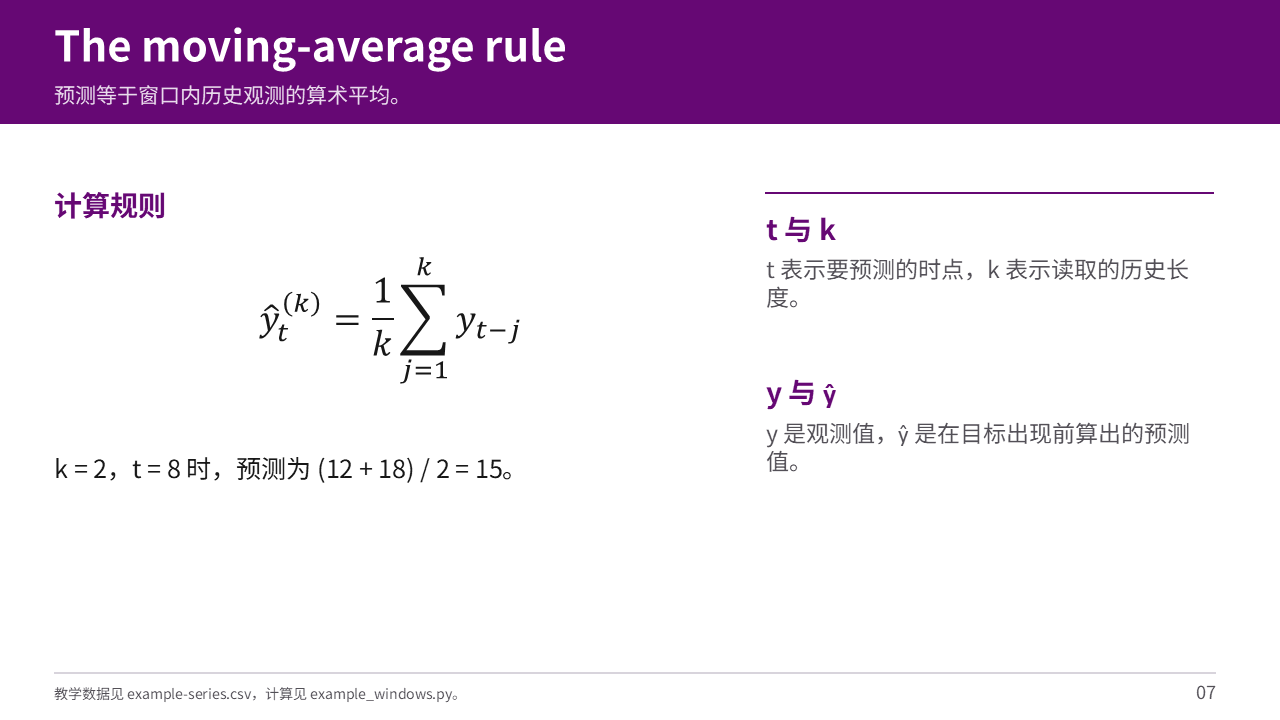 The moving-average rule
预测等于窗口内历史观测的算术平均。
计算规则
ŷ_t^(k) = 1/k ∑_{j=1}^{k} y_{t−j}
k = 2，t = 8 时，预测为 (12 + 18) / 2 = 15。
t 与 k
t 表示要预测的时点，k 表示读取的历史长
度。
y 与 ŷ
y 是观测值，ŷ 是在目标出现前算出的预测
值。
教学数据见 example-series.csv，计算见 example_windows.py。
07